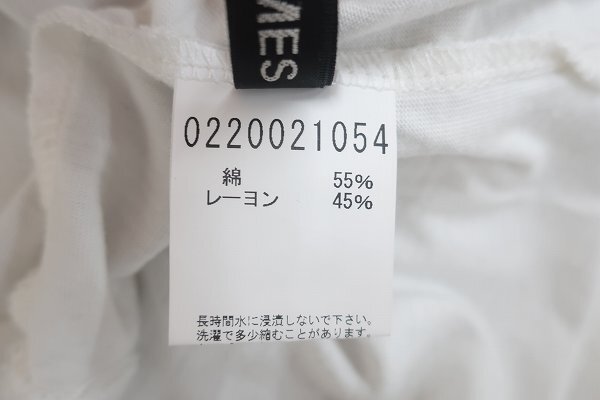 MES
0220021054
綿 55%
レーヨン 45%
長時間水に浸漬しないで下さい。
洗濯で多少縮むことがあります。